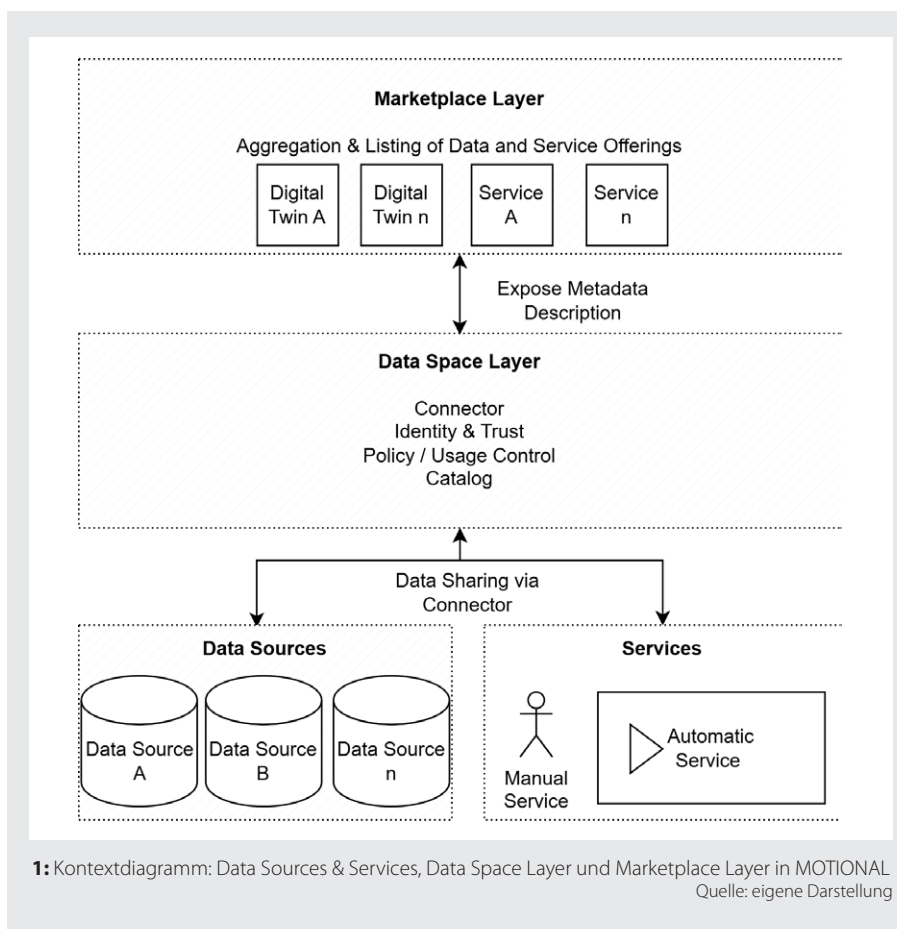 Marketplace Layer
Aggregation & Listing of Data and Service Offerings
Digital
Twin A
Digital
Twin n
Service
A
Service
n
Expose Metadata
Description
Data Space Layer
Connector
Identity & Trust
Policy / Usage Control
Catalog
Data Sharing via
Connector
Data Sources
Data Source
A
Data Source
B
Data Source
n
Services
Manual
Service
Automatic
Service
1: Kontextdiagramm: Data Sources & Services, Data Space Layer und Marketplace Layer in MOTIONAL
Quelle: eigene Darstellung